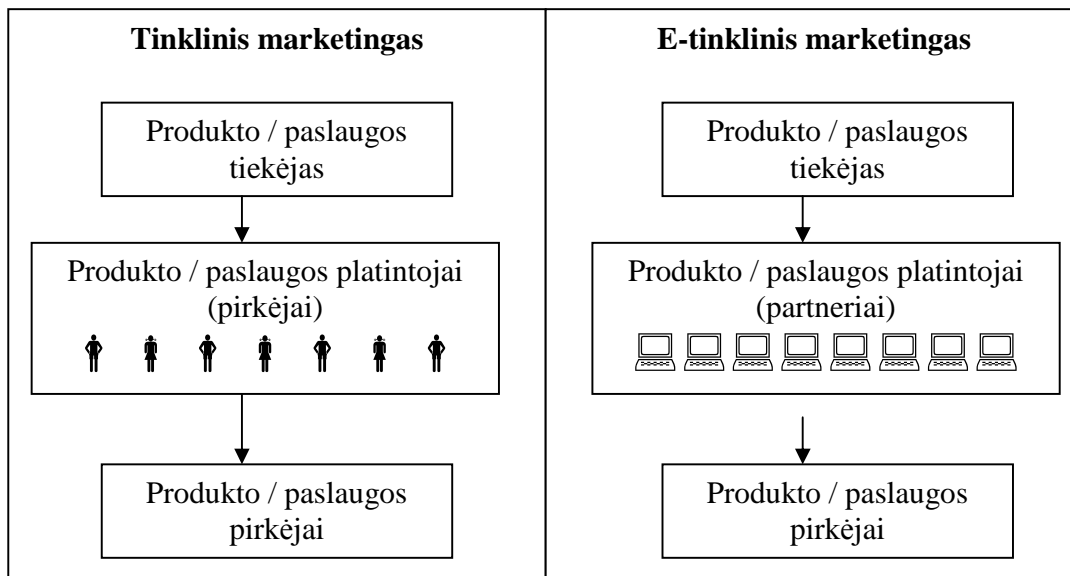 Tinklinis marketingas
Produkto / paslaugos
tiekėjas
Produkto / paslaugos platintojai
(pirkėjai)
Produkto / paslaugos
pirkėjai
E-tinklinis marketingas
Produkto / paslaugos
tiekėjas
Produkto / paslaugos platintojai
(partneriai)
Produkto / paslaugos
pirkėjai